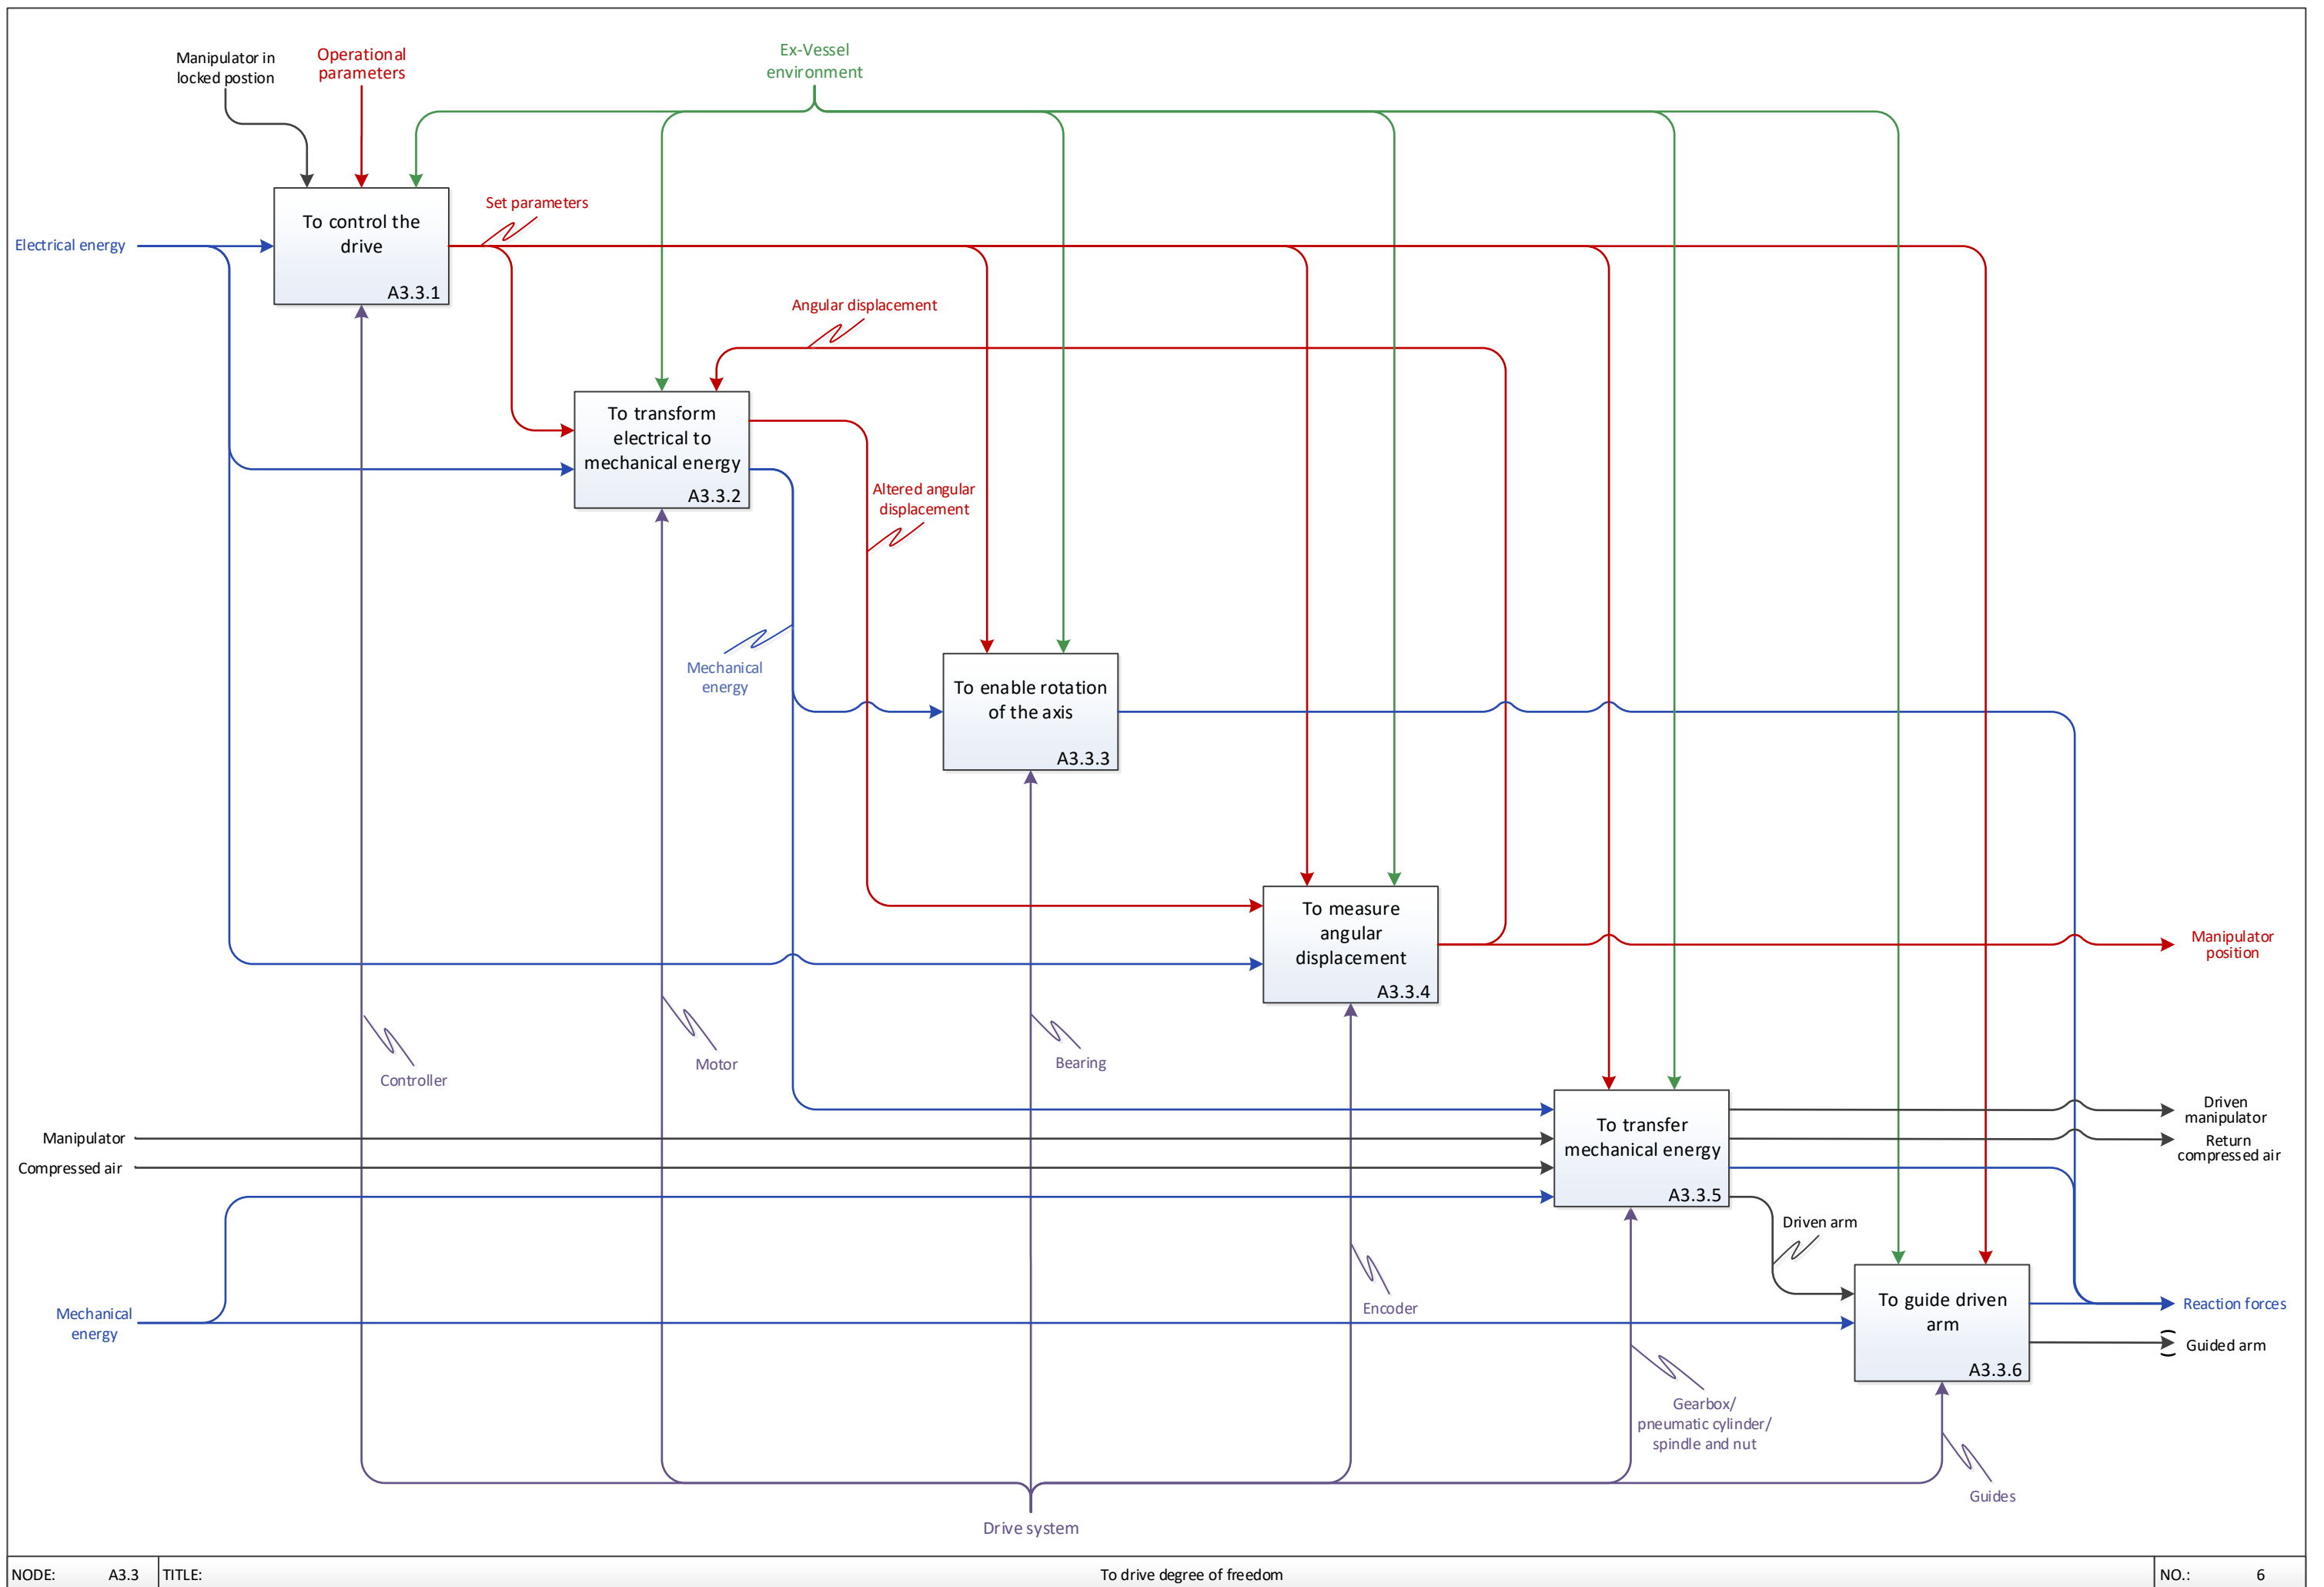 Manipulator in
locked postion
Operational
parameters
Ex-Vessel
environment
To control the
drive
A3.3.1
Set parameters
Electrical energy
Angular displacement
To transform
electrical to
mechanical energy
A3.3.2
Altered angular
displacement
Mechanical
energy
To enable rotation
of the axis
A3.3.3
To measure
angular
displacement
A3.3.4
Manipulator
position
Controller
Motor
Bearing
Manipulator
Compressed air
To transfer
mechanical energy
A3.3.5
Driven
manipulator
Return
compressed air
Driven arm
Mechanical
energy
Encoder
To guide driven
arm
A3.3.6
Reaction forces
Guided arm
Gearbox/
pneumatic cylinder/
spindle and nut
Guides
Drive system
NODE: A3.3 TITLE: To drive degree of freedom NO.: 6